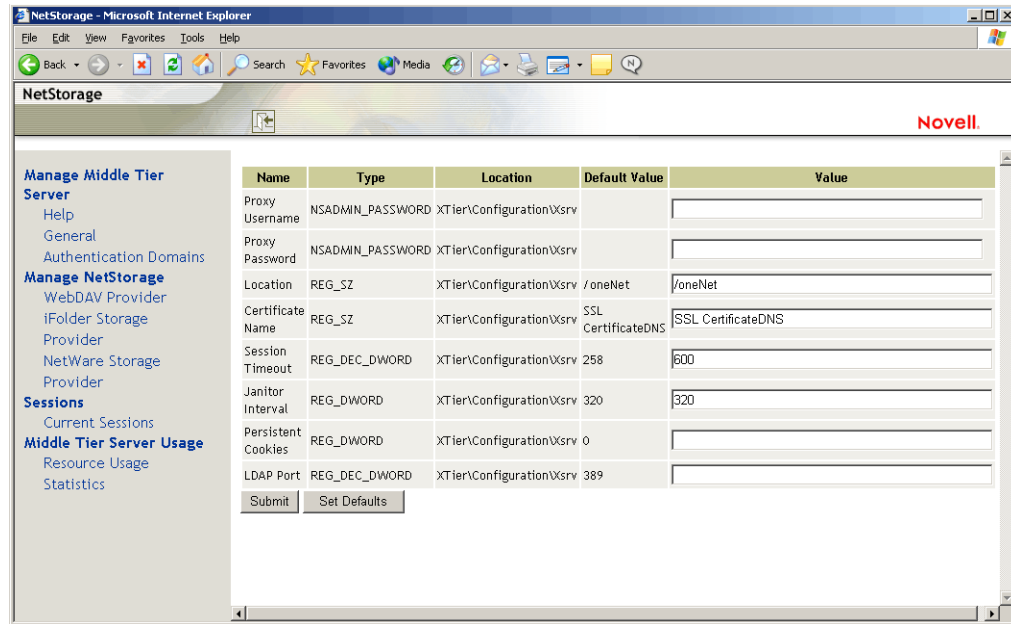 NetStorage - Microsoft Internet Explorer
File Edit View Favorites Tools Help
Back Search Favorites Media
NetStorage
Novell.
Manage Middle Tier
Server
Help
General
Authentication Domains
Manage NetStorage
WebDAV Provider
iFolder Storage
Provider
NetWare Storage
Provider
Sessions
Current Sessions
Middle Tier Server Usage
Resource Usage
Statistics
Name Type Location Default Value Value
Proxy
Username NSADMIN_PASSWORD XTier\Configuration\Xsrv
Proxy
Password NSADMIN_PASSWORD XTier\Configuration\Xsrv
Location REG_SZ XTier\Configuration\Xsrv /oneNet /oneNet
Certificate
Name REG_SZ XTier\Configuration\Xsrv SSL
CertificateDNS SSL CertificateDNS
Session
Timeout REG_DEC_DWORD XTier\Configuration\Xsrv 258 600
Janitor
Interval REG_DWORD XTier\Configuration\Xsrv 320 320
Persistent
Cookies REG_DWORD XTier\Configuration\Xsrv 0
LDAP Port REG_DEC_DWORD XTier\Configuration\Xsrv 389
Submit Set Defaults